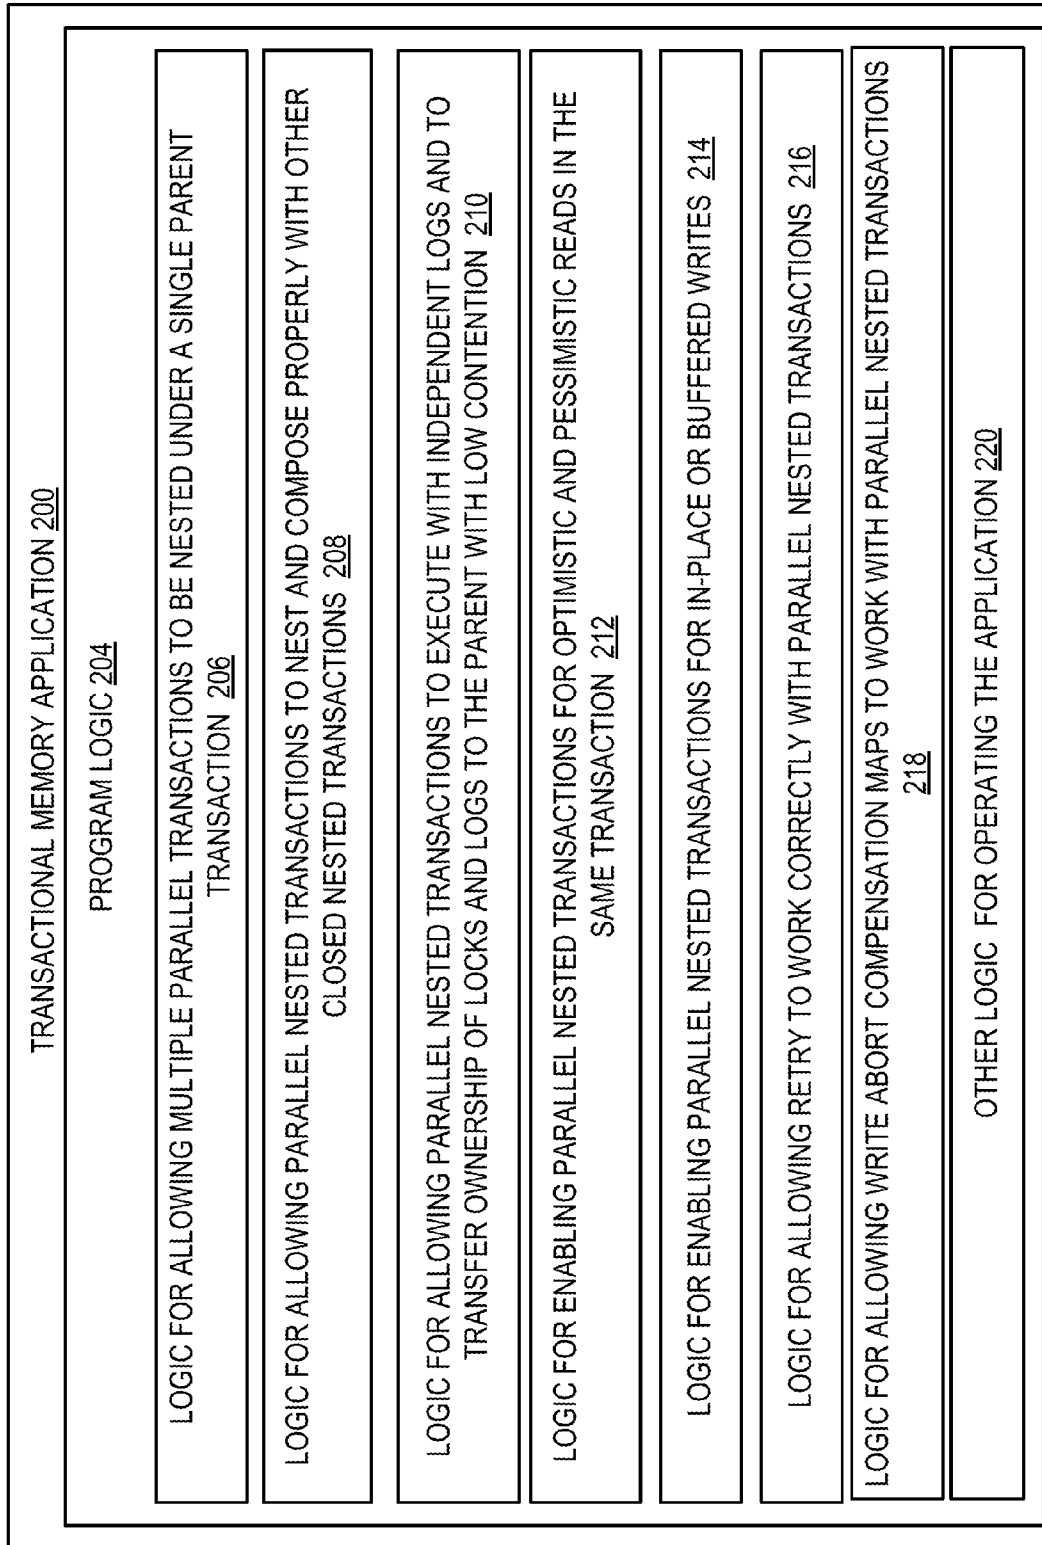 TRANSACTIONAL MEMORY APPLICATION 200
PROGRAM LOGIC 204
LOGIC FOR ALLOWING MULTIPLE PARALLEL TRANSACTIONS TO BE NESTED UNDER A SINGLE PARENT
TRANSACTION 206
LOGIC FOR ALLOWING PARALLEL NESTED TRANSACTIONS TO NEST AND COMPOSE PROPERLY WITH OTHER
CLOSED NESTED TRANSACTIONS 208
LOGIC FOR ALLOWING PARALLEL NESTED TRANSACTIONS TO EXECUTE WITH INDEPENDENT LOGS AND TO
TRANSFER OWNERSHIP OF LOCKS AND LOGS TO THE PARENT WITH LOW CONTENTION 210
LOGIC FOR ENABLING PARALLEL NESTED TRANSACTIONS FOR OPTIMISTIC AND PESSIMISTIC READS IN THE
SAME TRANSACTION 212
LOGIC FOR ENABLING PARALLEL NESTED TRANSACTIONS FOR IN-PLACE OR BUFFERED WRITES 214
LOGIC FOR ALLOWING RETRY TO WORK CORRECTLY WITH PARALLEL NESTED TRANSACTIONS 216
LOGIC FOR ALLOWING WRITE ABORT COMPENSATION MAPS TO WORK WITH PARALLEL NESTED TRANSACTIONS
218
OTHER LOGIC FOR OPERATING THE APPLICATION 220